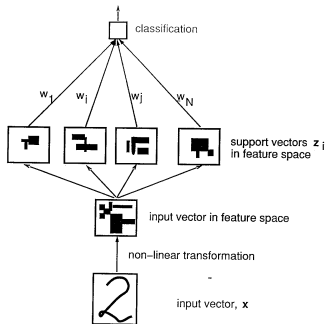 classification
w1 wi wj wN
support vectors zi
in feature space
input vector in feature space
non-linear transformation
2
input vector, x